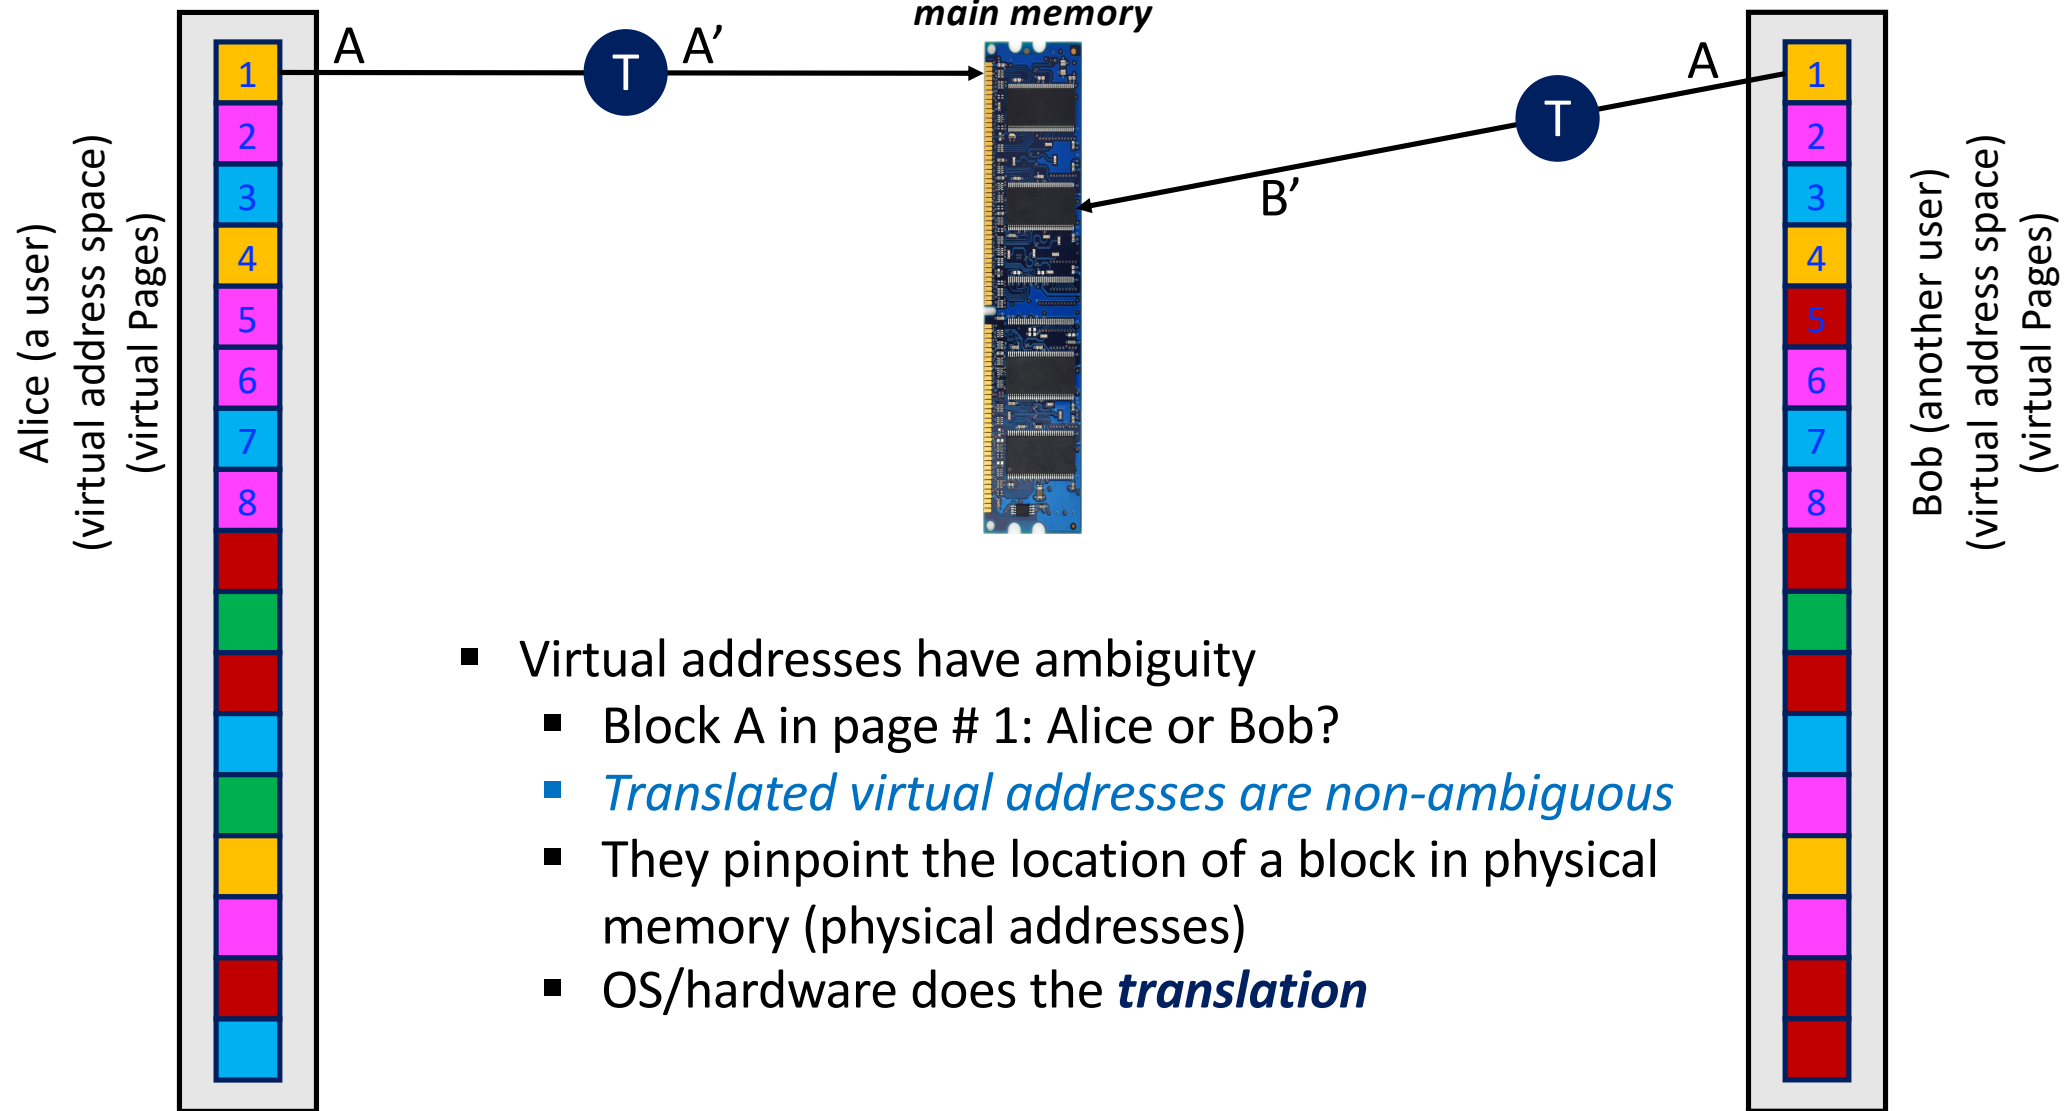 main memory
A
T
A’
A
T
B’
Alice (a user)
(virtual address space)
(virtual Pages)
1
2
3
4
5
6
7
8
1
2
3
4
5
6
7
8
Bob (another user)
(virtual address space)
(virtual Pages)
Virtual addresses have ambiguity
Block A in page # 1: Alice or Bob?
Translated virtual addresses are non-ambiguous
They pinpoint the location of a block in physical
memory (physical addresses)
OS/hardware does the translation